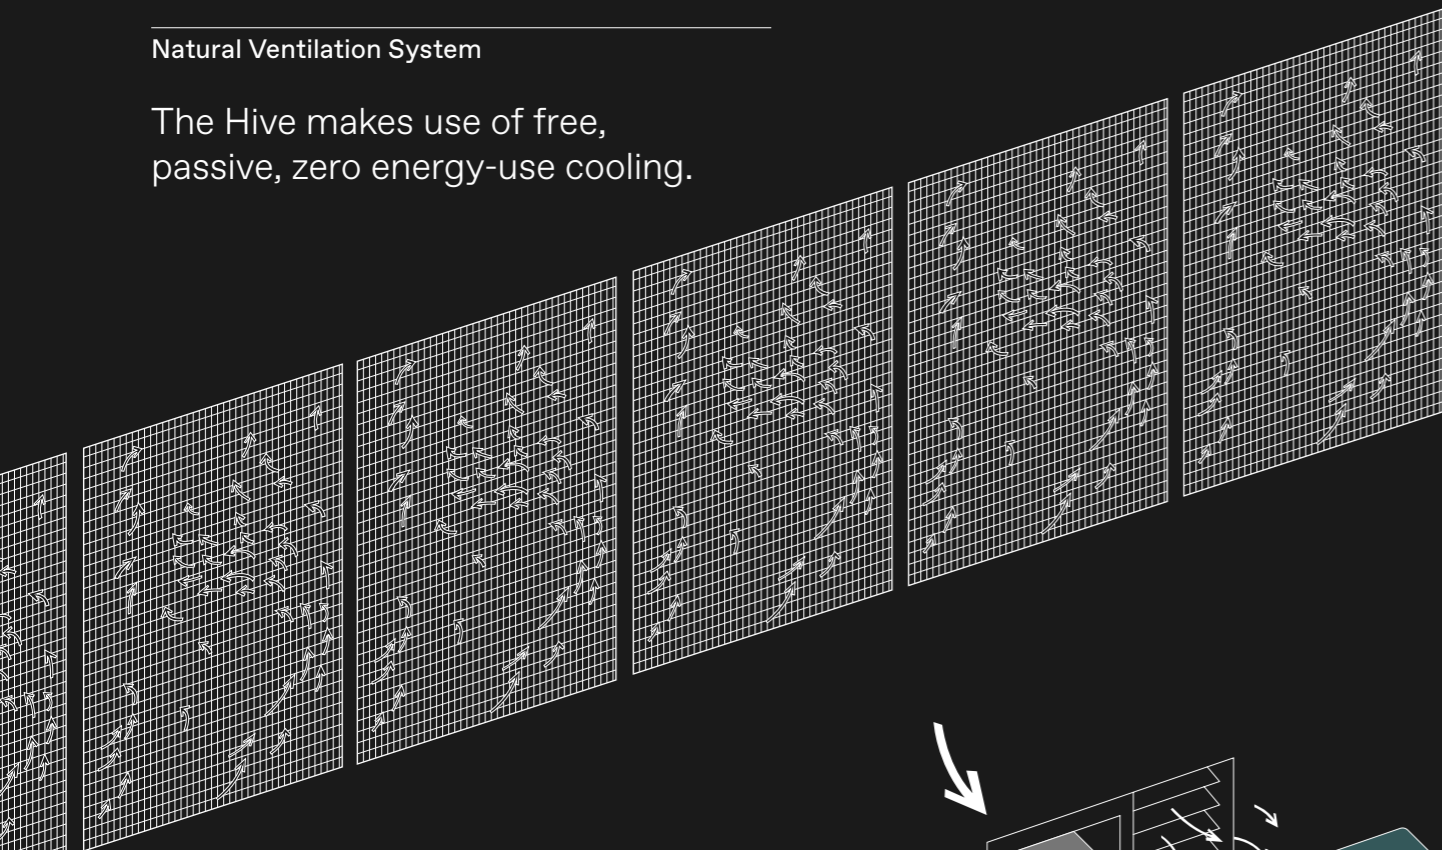 Natural Ventilation System
The Hive makes use of free,
passive, zero energy-use cooling.